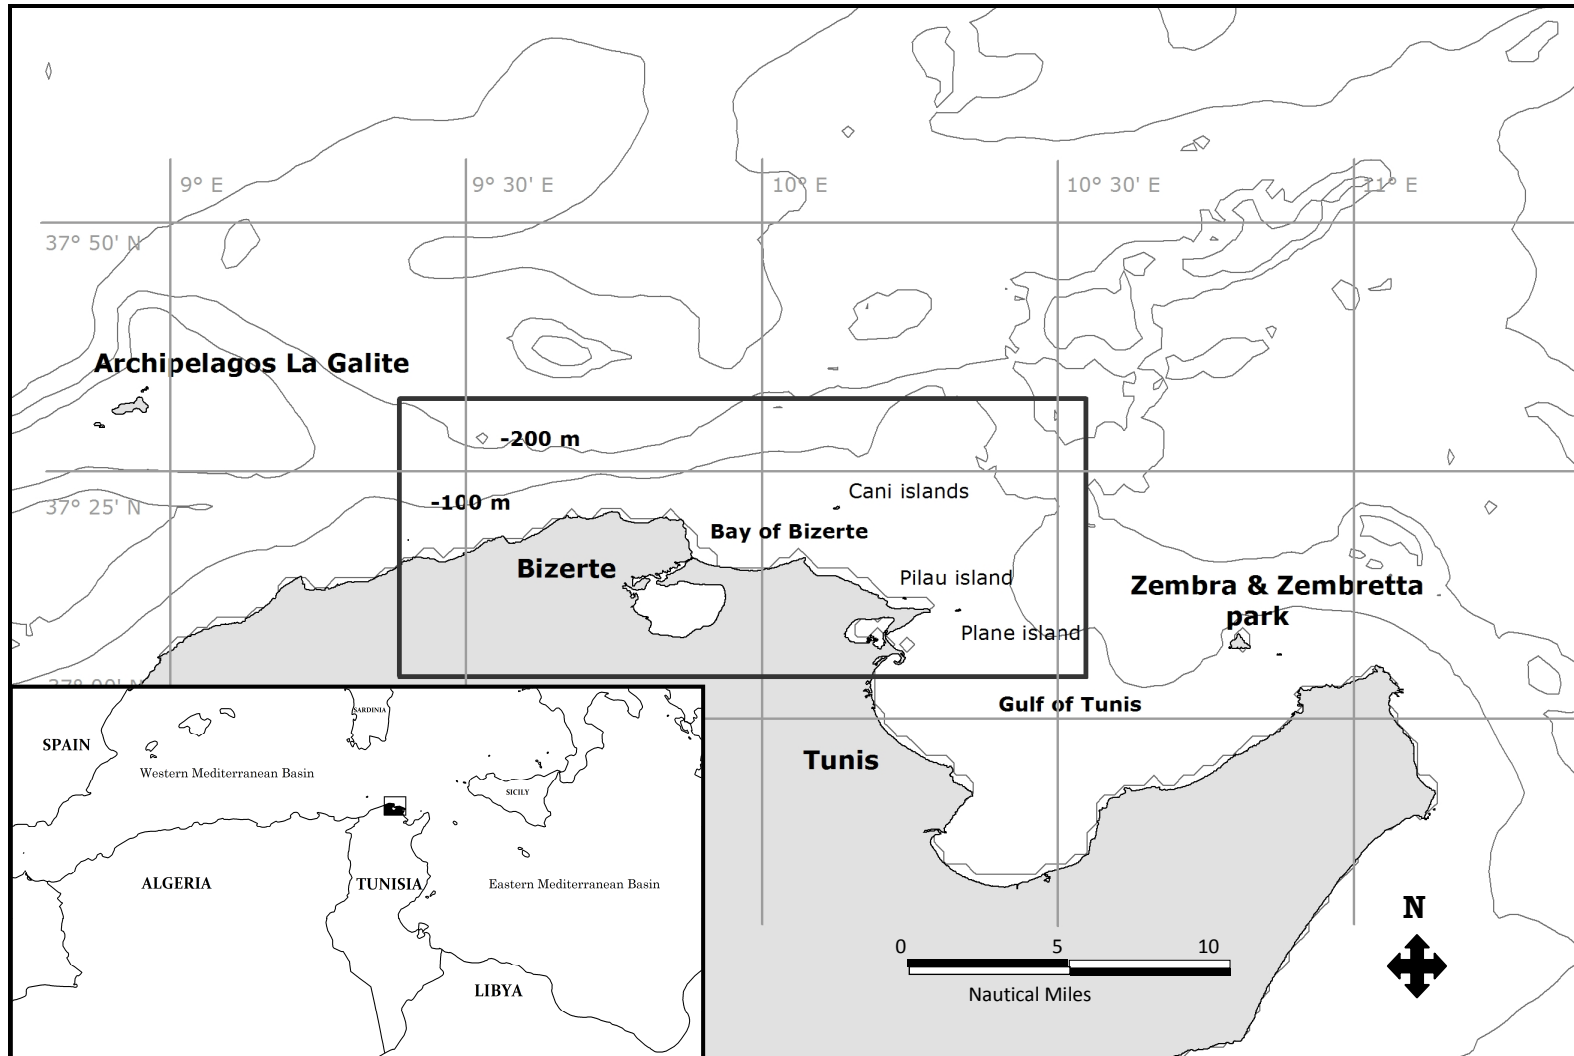 9° E
9° 30' E
10° E
10° 30' E
11° E
37° 50' N
Archipelagos La Galite
-200 m
37° 25' N
-100 m
Cani islands
Bay of Bizerte
Bizerte
Pilau island
Zembra & Zembretta
park
Plane island
Gulf of Tunis
Tunis
SARDINIA
SPAIN
Western Mediterranean Basin
SICILY
ALGERIA
TUNISIA
Eastern Mediterranean Basin
LIBYA
N
0 5 10
Nautical Miles